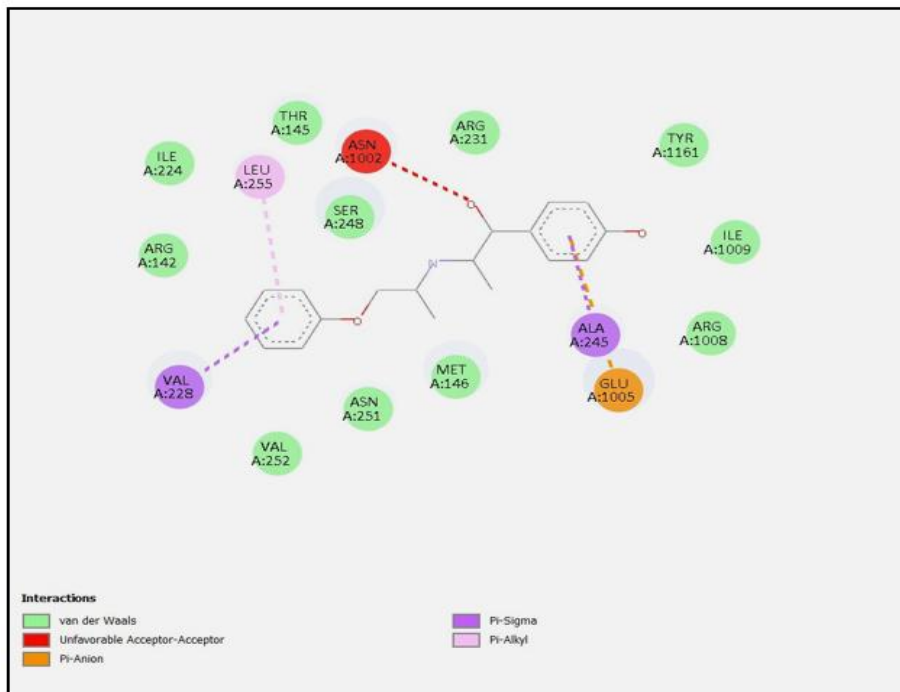 THR
A:145
ASN
A:1002
ARG
A:231
TYR
A:1161
ILE
A:224
LEU
A:255
SER
A:248
ARG
A:142
ILE
A:1009
N
O
O
O
ALA
A:245
ARG
A:1008
VAL
A:228
MET
A:146
GLU
A:1005
ASN
A:251
VAL
A:252
Interactions
van der Waals
Unfavorable Acceptor-Acceptor
Pi-Anion
Pi-Sigma
Pi-Alkyl